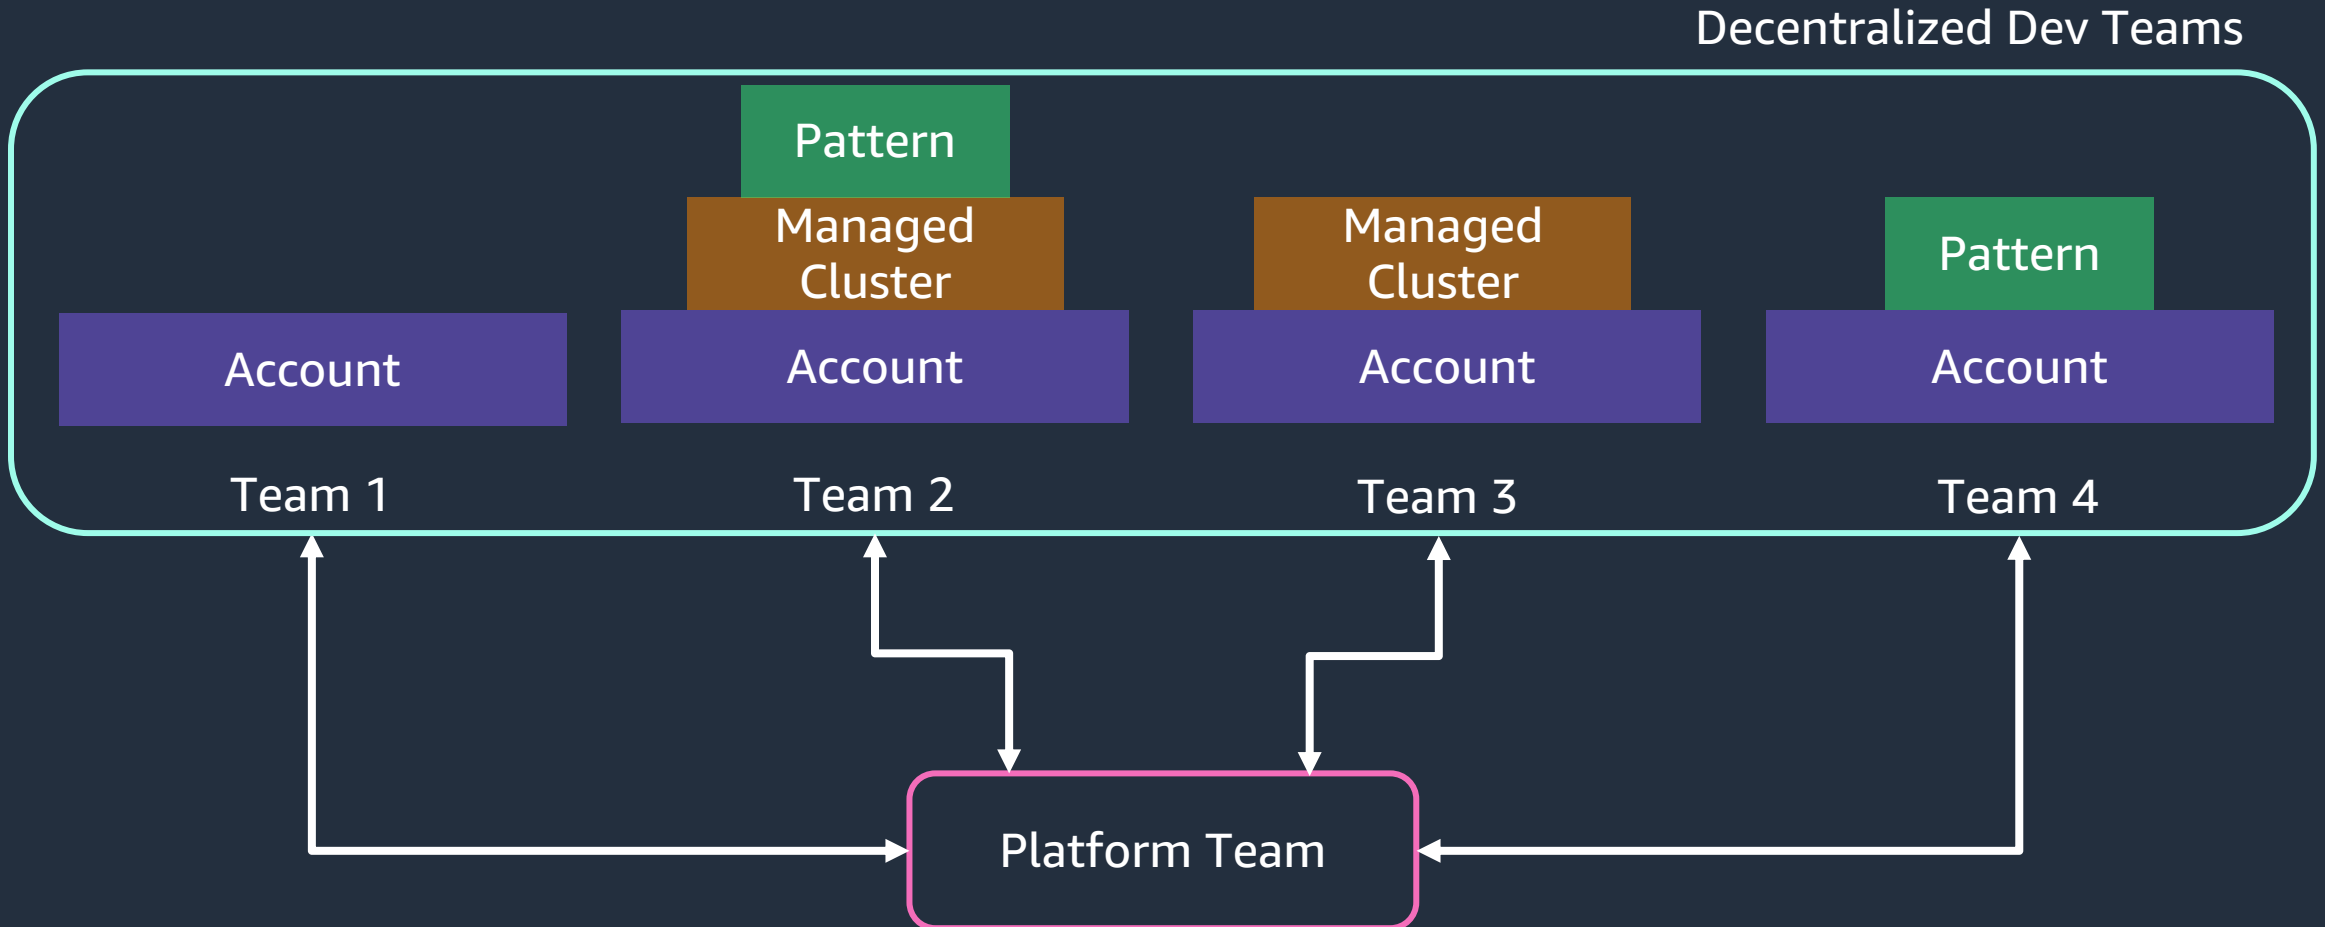 Decentralized Dev Teams
Pattern
Managed
Cluster
Managed
Cluster
Pattern
Account
Account
Account
Account
Team 1
Team 2
Team 3
Team 4
Platform Team